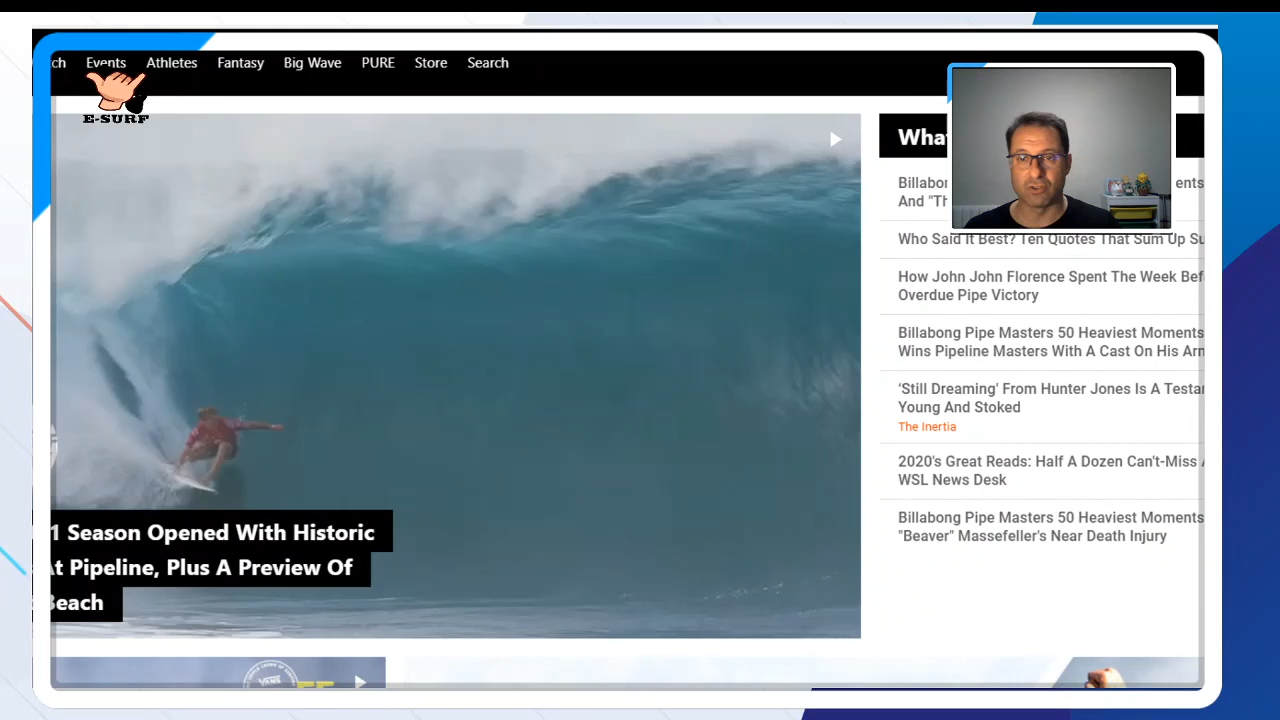 ch Events Athletes Fantasy Big Wave PURE Store Search
E-SURF
1 Season Opened With Historic
At Pipeline, Plus A Preview Of
Beach
VANS
Wha
Billabon ents
And "Th
Who Said It Best? Ten Quotes That Sum Up Su
How John John Florence Spent The Week Bef
Overdue Pipe Victory
Billabong Pipe Masters 50 Heaviest Moments
Wins Pipeline Masters With A Cast On His Arn
'Still Dreaming' From Hunter Jones Is A Testar
Young And Stoked
The Inertia
2020's Great Reads: Half A Dozen Can't-Miss
WSL News Desk
Billabong Pipe Masters 50 Heaviest Moments
"Beaver" Massefeller's Near Death Injury